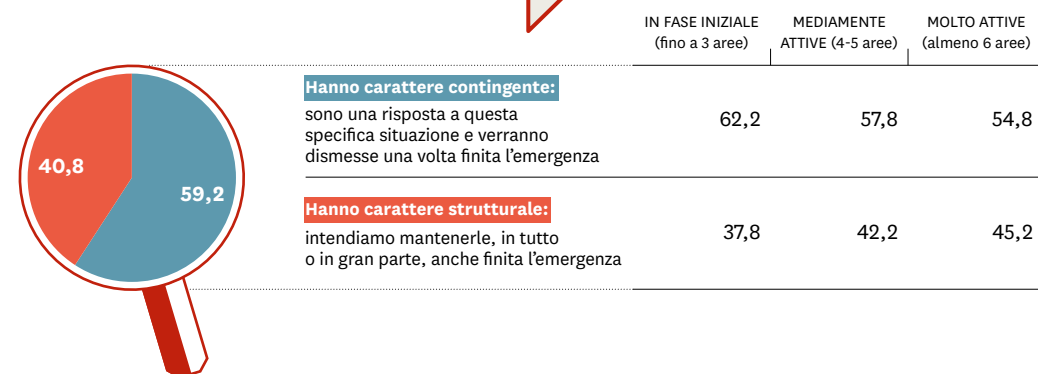 IN FASE INIZIALE
(fino a 3 aree)
MEDIAMENTE
ATTIVE (4-5 aree)
MOLTO ATTIVE
(almeno 6 aree)
40,8
59,2
Hanno carattere contingente:
sono una risposta a questa
specifica situazione e verranno
dismesse una volta finita l’emergenza
62,2
57,8
54,8
Hanno carattere strutturale:
intendiamo mantenerle, in tutto
o in gran parte, anche finita l’emergenza
37,8
42,2
45,2